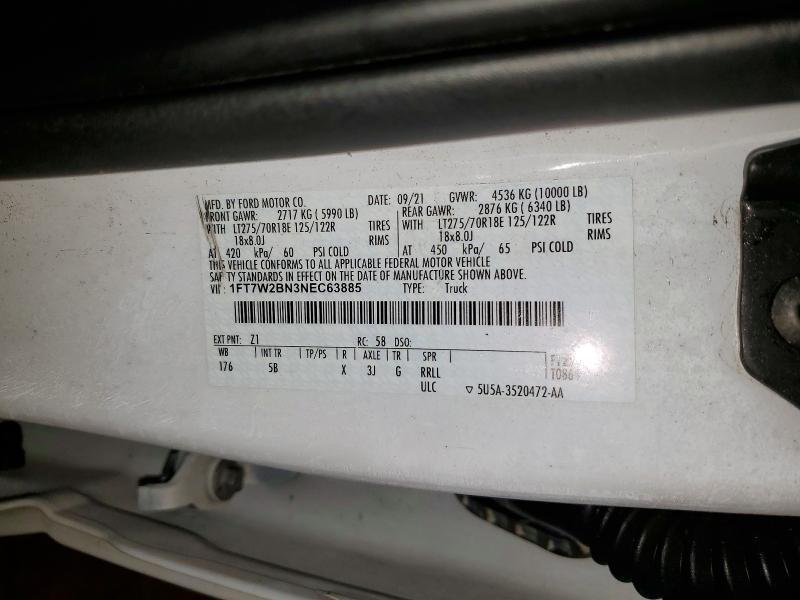 MFD. BY FORD MOTOR CO. DATE: 09/21 GVWR: 4536 KG (10000 LB)
FRONT GAWR: 2717 KG ( 5990 LB) REAR GAWR: 2876 KG ( 6340 LB)
WITH LT275/70R18E 125/122R TIRES WITH LT275/70R18E 125/122R TIRES
18x8.0J RIMS 18x8.0J RIMS
AT 420 kPa/ 60 PSI COLD AT 450 kPa/ 65 PSI COLD
THIS VEHICLE CONFORMS TO ALL APPLICABLE FEDERAL MOTOR VEHICLE
STANDARDS IN EFFECT ON THE DATE OF MANUFACTURE SHOWN ABOVE.
1FT7W2BN3NEC63885 TYPE: Truck
EXT PNT: Z1 RC: 58 DSO:
WB INT TR TP/PS R AXLE TR SPR
176 5B X 3J G RRLL
ULC ▽ 5U5A-3520472-AA